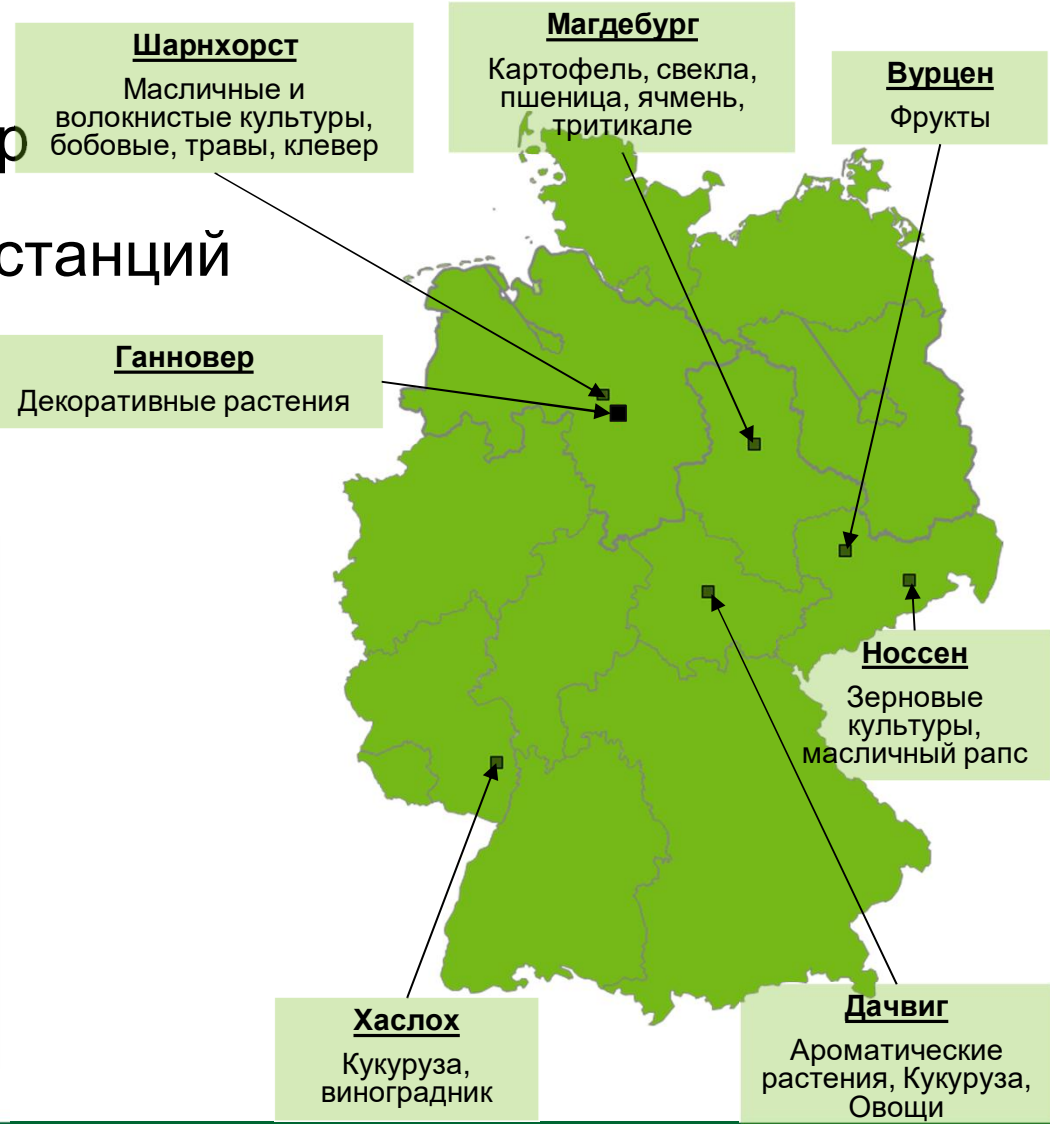 Шарнхорст
Масличные и
волокнистые культуры,
бобовые, травы, клевер
Магдебург
Картофель, свекла,
пшеница, ячмень,
тритикале
Вурцен
Фрукты
р
станций
Ганновер
Декоративные растения
Носсен
Зерновые
культуры,
масличный рапс
Хаслох
Кукуруза,
виноградник
Дачвиг
Ароматические
растения, Кукуруза,
Овощи